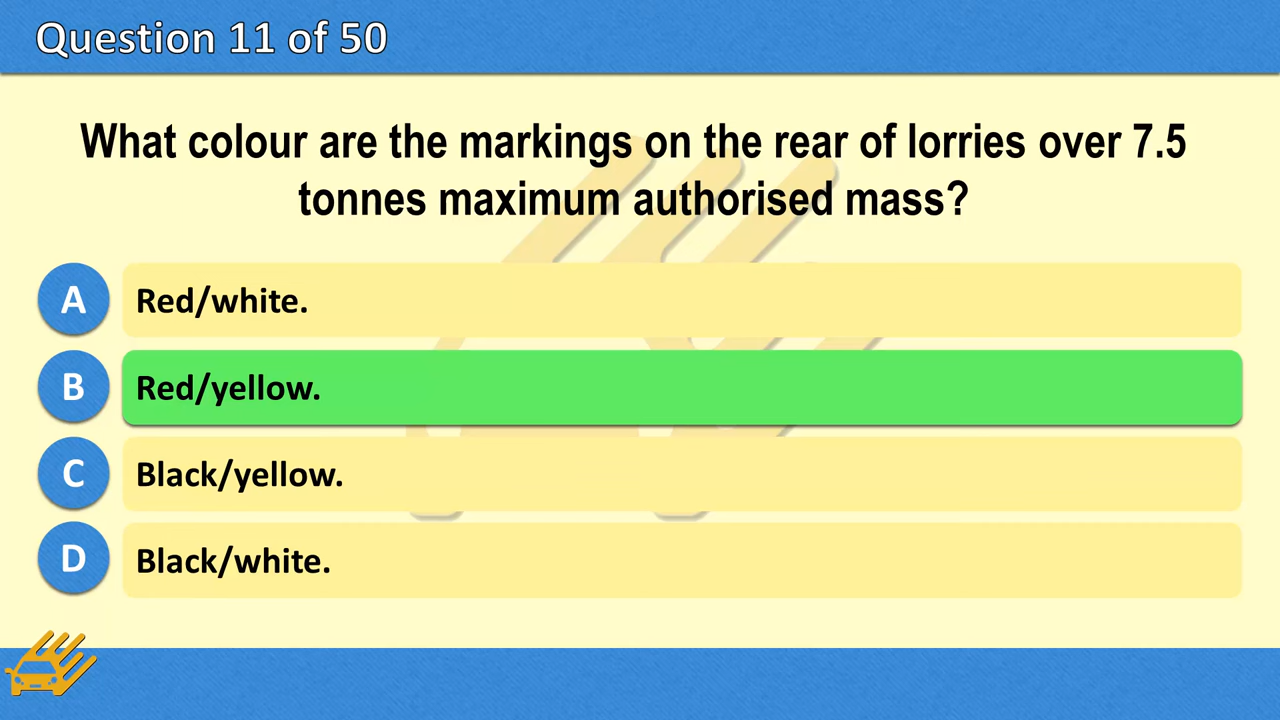 Question 11 of 50
What colour are the markings on the rear of lorries over 7.5
tonnes maximum authorised mass?
A Red/white.
B Red/yellow.
C Black/yellow.
D Black/white.